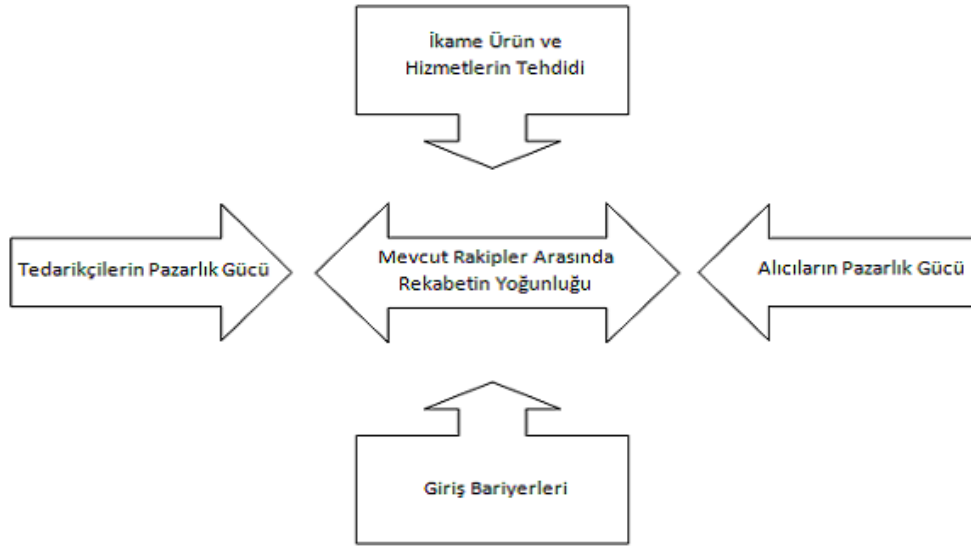 İkame Ürün ve
Hizmetlerin Tehdidi
Tedarikçilerin Pazarlık Gücü
Mevcut Rakipler Arasında
Rekabetin Yoğunluğu
Alıcıların Pazarlık Gücü
Giriş Bariyerleri